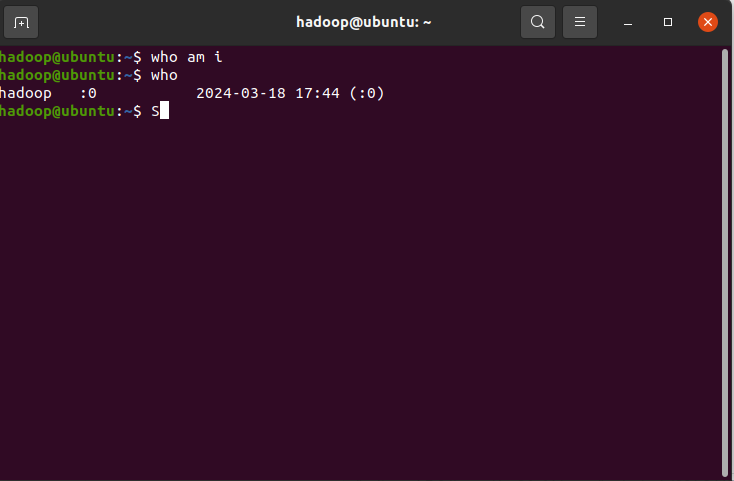 hadoop@ubuntu: ~
hadoop@ubuntu:~$ who am i
hadoop@ubuntu:~$ who
hadoop   :0           2024-03-18 17:44 (:0)
hadoop@ubuntu:~$ S